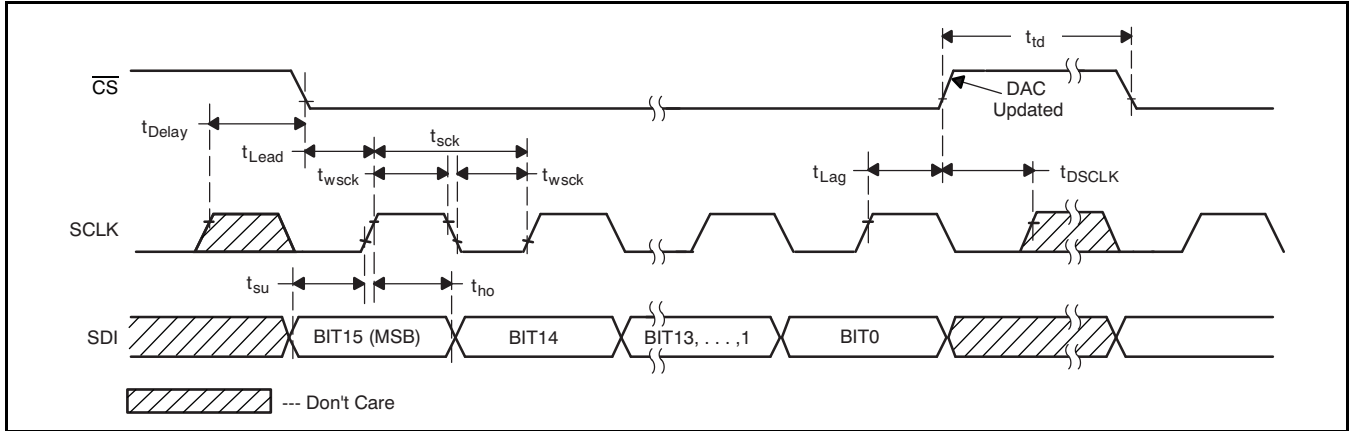 t_td
C̅S̅
DAC
Updated
t_Delay
t_Lead
t_sck
t_wsck
t_wsck
t_Lag
t_DSCLK
SCLK
t_su
t_ho
SDI
BIT15 (MSB)
BIT14
BIT13, . . . ,1
BIT0
--- Don't Care